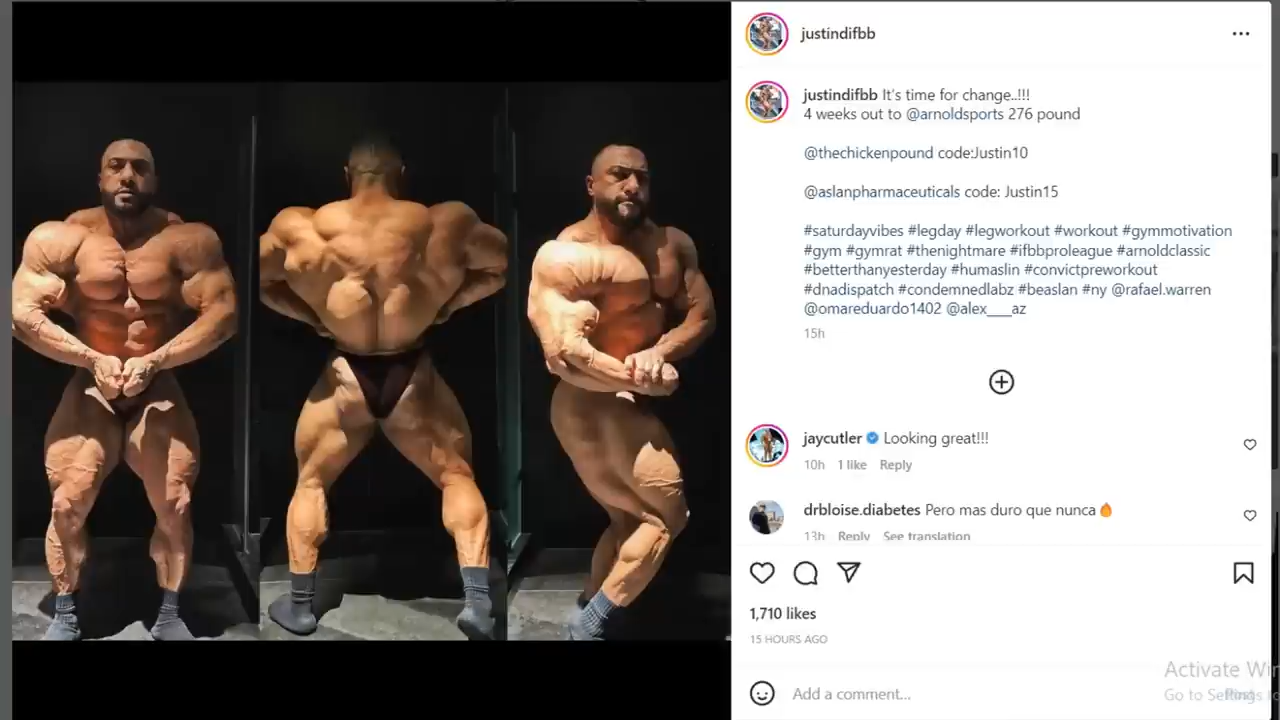 justindifbb
justindifbb It's time for change..!!!
4 weeks out to @arnoldsports 276 pound
@thechickenpound code:Justin10
@aslanpharmaceuticals code: Justin15
#saturdayvibes #legday #legworkout #workout #gymmotivation
#gym #gymrat #thenightmare #ifbbproleague #arnoldclassic
#betterthanyesterday #humaslin #convictpreworkout
#dnadispatch #condemnedlabz #beaslan #ny @rafael.warren
@omareduardo1402 @alex___az
15h
jaycutler Looking great!!!
10h 1 like Reply
drbloise.diabetes Pero mas duro que nunca🔥
13h Reply See translation
1,710 likes
15 HOURS AGO
Activate Win
Add a comment...
Go to Settings